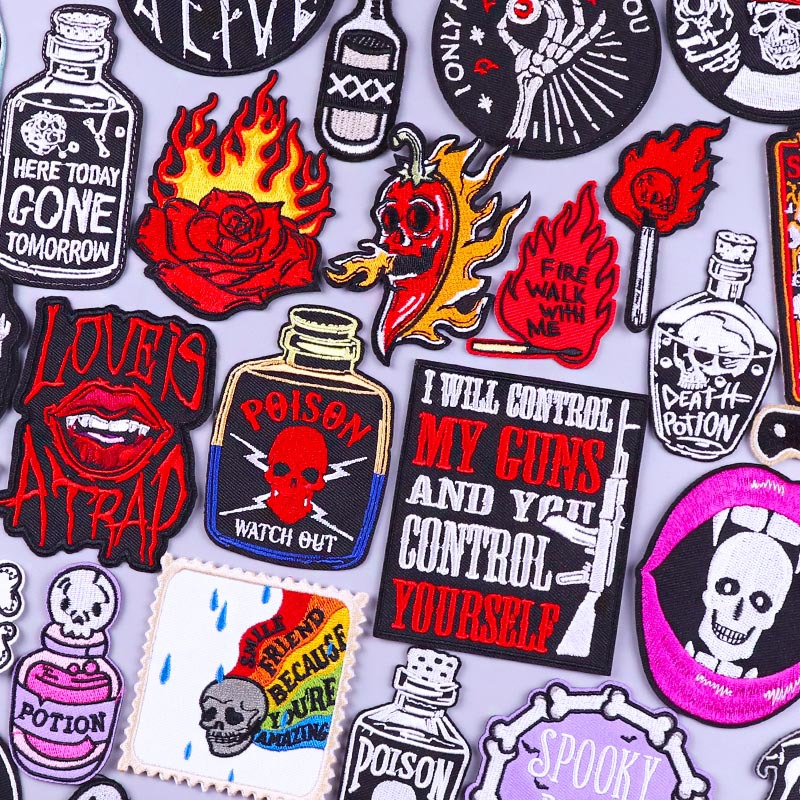 ALIVE
XXX
I ONLY
OU
HERE TODAY
GONE
TOMORROW
FIRE
WALK
WITH
ME
LOVE IS
A TRAP
POISON
WATCH OUT
I WILL CONTROL
MY GUNS
AND YOU
CONTROL
YOURSELF
DEATH
POTION
POTION
SMILE
FRIEND
BECAUSE
YOU'RE
AMAZING
POISON
SPOOKY